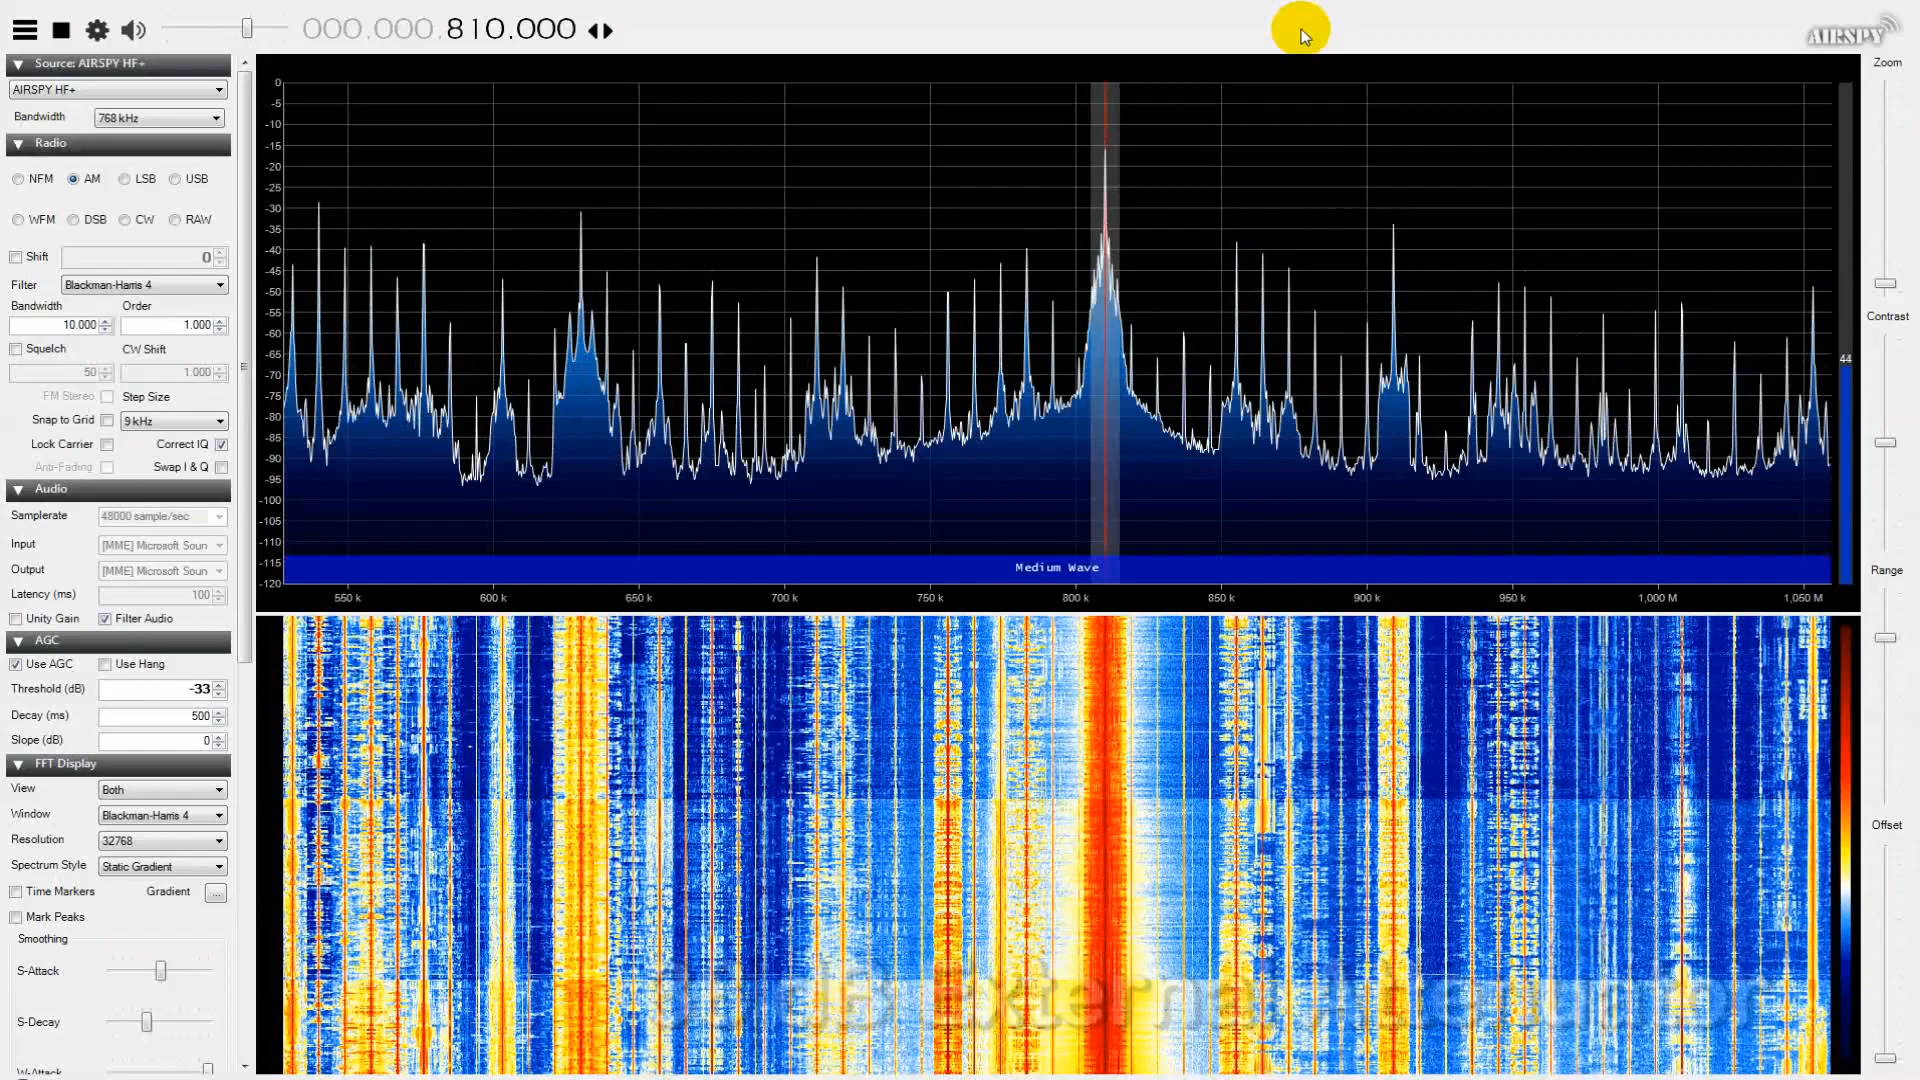 000.000.810.000
AIRSPY
Source: AIRSPY HF+
AIRSPY HF+
Bandwidth 768 kHz
Radio
NFM AM LSB USB
WFM DSB CW RAW
Shift 0
Filter Blackman-Harris 4
Bandwidth Order
10.000 1.000
Squelch CW Shift
50 1.000
FM Stereo Step Size
Snap to Grid 9 kHz
Lock Carrier Correct IQ
Anti-Fading Swap I & Q
Audio
Samplerate 48000 sample/sec
Input [MME] Microsoft Soun
Output [MME] Microsoft Soun
Latency (ms) 100
Unity Gain Filter Audio
AGC
Use AGC Use Hang
Threshold (dB) -33
Decay (ms) 500
Slope (dB) 0
FFT Display
View Both
Window Blackman-Harris 4
Resolution 32768
Spectrum Style Static Gradient
Time Markers Gradient ...
Mark Peaks
Smoothing
S-Attack
S-Decay
W-Attack
0
-5
-10
-15
-20
-25
-30
-35
-40
-45
-50
-55
-60
-65
-70
-75
-80
-85
-90
-95
-100
-105
-110
-115
-120
Medium Wave
550 k 600 k 650 k 700 k 750 k 800 k 850 k 900 k 950 k 1,000 M 1,050 M
44
Zoom
Contrast
Range
Offset